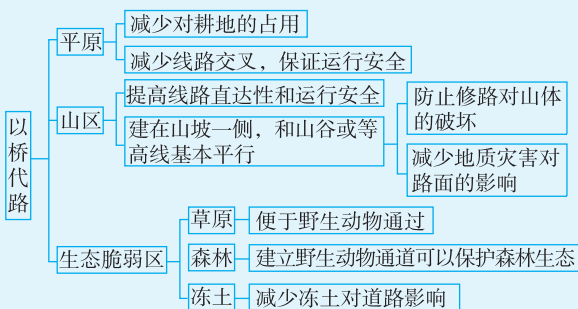 以桥代路
平原
减少对耕地的占用
减少线路交叉，保证运行安全
山区
提高线路直达性和运行安全
建在山坡一侧，和山谷或等
高线基本平行
防止修路对山体
的破坏
减少地质灾害对
路面的影响
生态脆弱区
草原
便于野生动物通过
森林
建立野生动物通道可以保护森林生态
冻土
减少冻土对道路影响